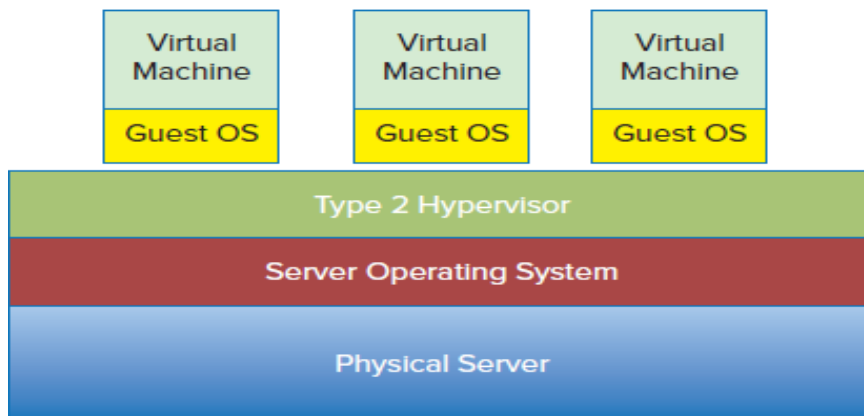 Virtual Virtual Virtual
Machine Machine Machine
Guest OS Guest OS Guest OS
Type 2 Hypervisor
Server Operating System
Physical Server